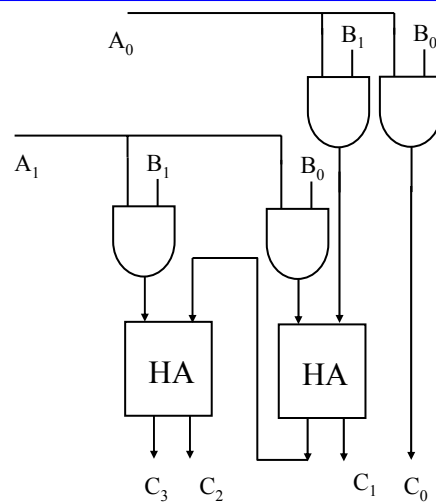 A₀ B₁ B₀
A₁ B₁ B₀
HA HA
C₃ C₂ C₁ C₀